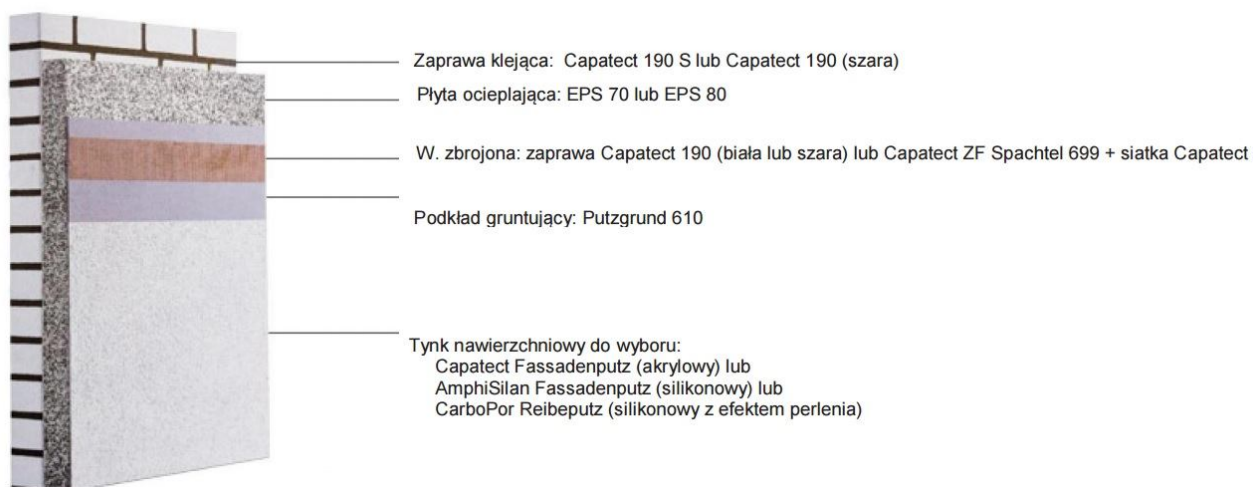 Zaprawa klejąca: Capatect 190 S lub Capatect 190 (szara)
Płyta ocieplająca: EPS 70 lub EPS 80
W. zbrojona: zaprawa Capatect 190 (biała lub szara) lub Capatect ZF Spachtel 699 + siatka Capatect
Podkład gruntujący: Putzgrund 610
Tynk nawierzchniowy do wyboru:
Capatect Fassadenputz (akrylowy) lub
AmphiSilan Fassadenputz (silikonowy) lub
CarboPor Reibeputz (silikonowy z efektem perlenia)